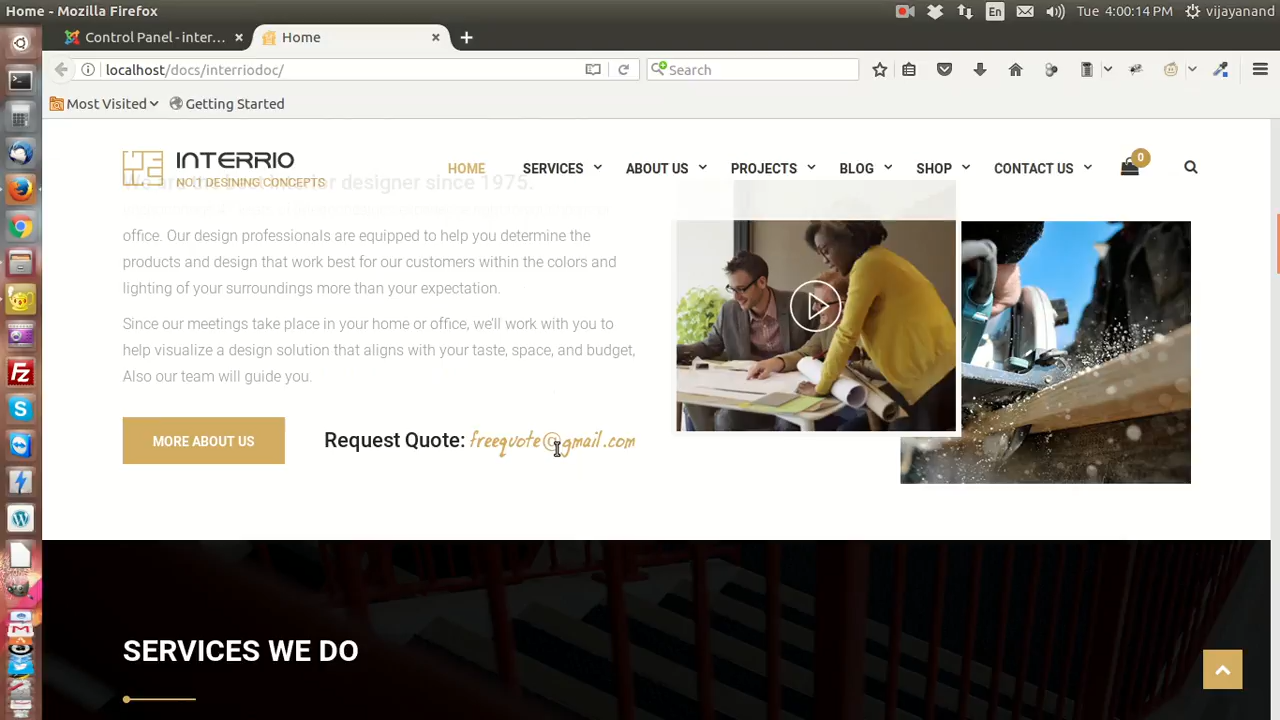 Home - Mozilla Firefox
En
Tue 4:00:14 PM
vijayanand
Control Panel - inter...
Home
localhost/docs/interriodoc/
Search
Most Visited
Getting Started
INTERRIO
NO.1 DESINING CONCEPTS
HOME
SERVICES
ABOUT US
PROJECTS
BLOG
SHOP
CONTACT US
0
designer since 1975.
office. Our design professionals are equipped to help you determine the
products and design that work best for our customers within the colors and
lighting of your surroundings more than your expectation.
Since our meetings take place in your home or office, we'll work with you to
help visualize a design solution that aligns with your taste, space, and budget,
Also our team will guide you.
MORE ABOUT US
Request Quote: freequote@gmail.com
SERVICES WE DO